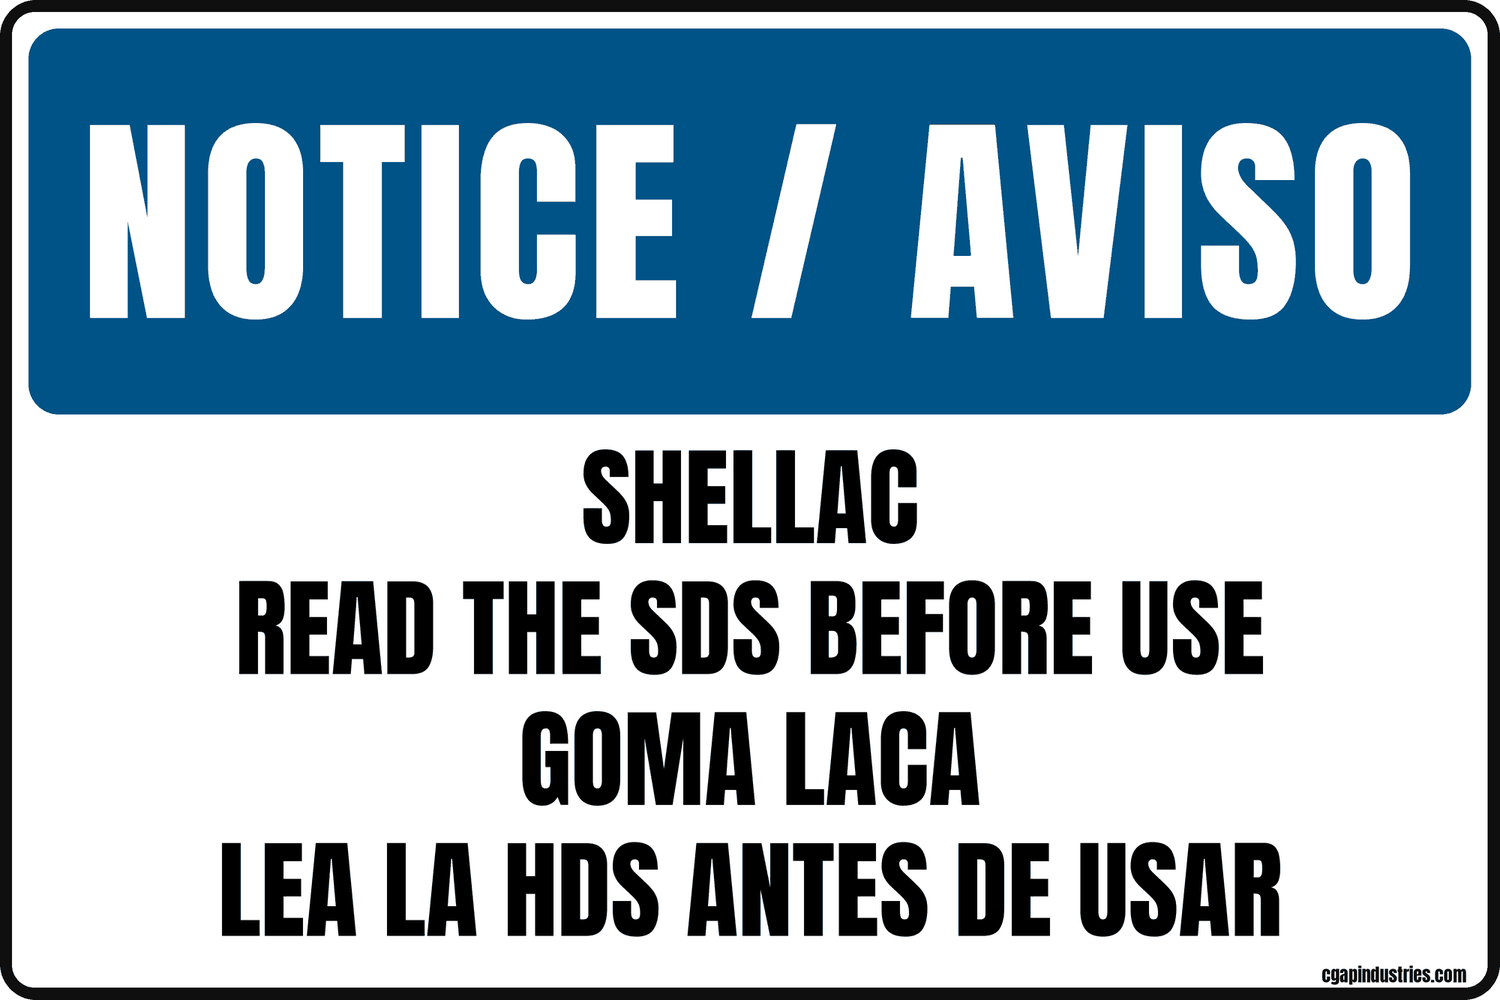 NOTICE / AVISO
SHELLAC
READ THE SDS BEFORE USE
GOMA LACA
LEA LA HDS ANTES DE USAR
cgapindustries.com